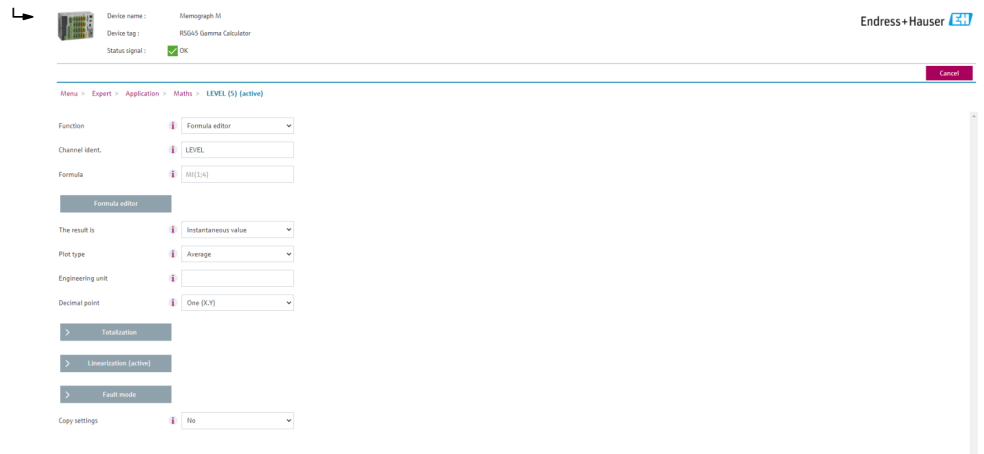 Device name : Memograph M
Endress+Hauser EH
Device tag : RSG45 Gamma Calculator
Status signal : OK
Cancel
Menu > Expert > Application > Maths > LEVEL (5) (active)
Function i Formula editor
Channel ident. i LEVEL
Formula i MI(1;4)
Formula editor
The result is i Instantaneous value
Plot type i Average
Engineering unit i
Decimal point i One (X.Y)
> Totalization
> Linearization (active)
> Fault mode
Copy settings i No